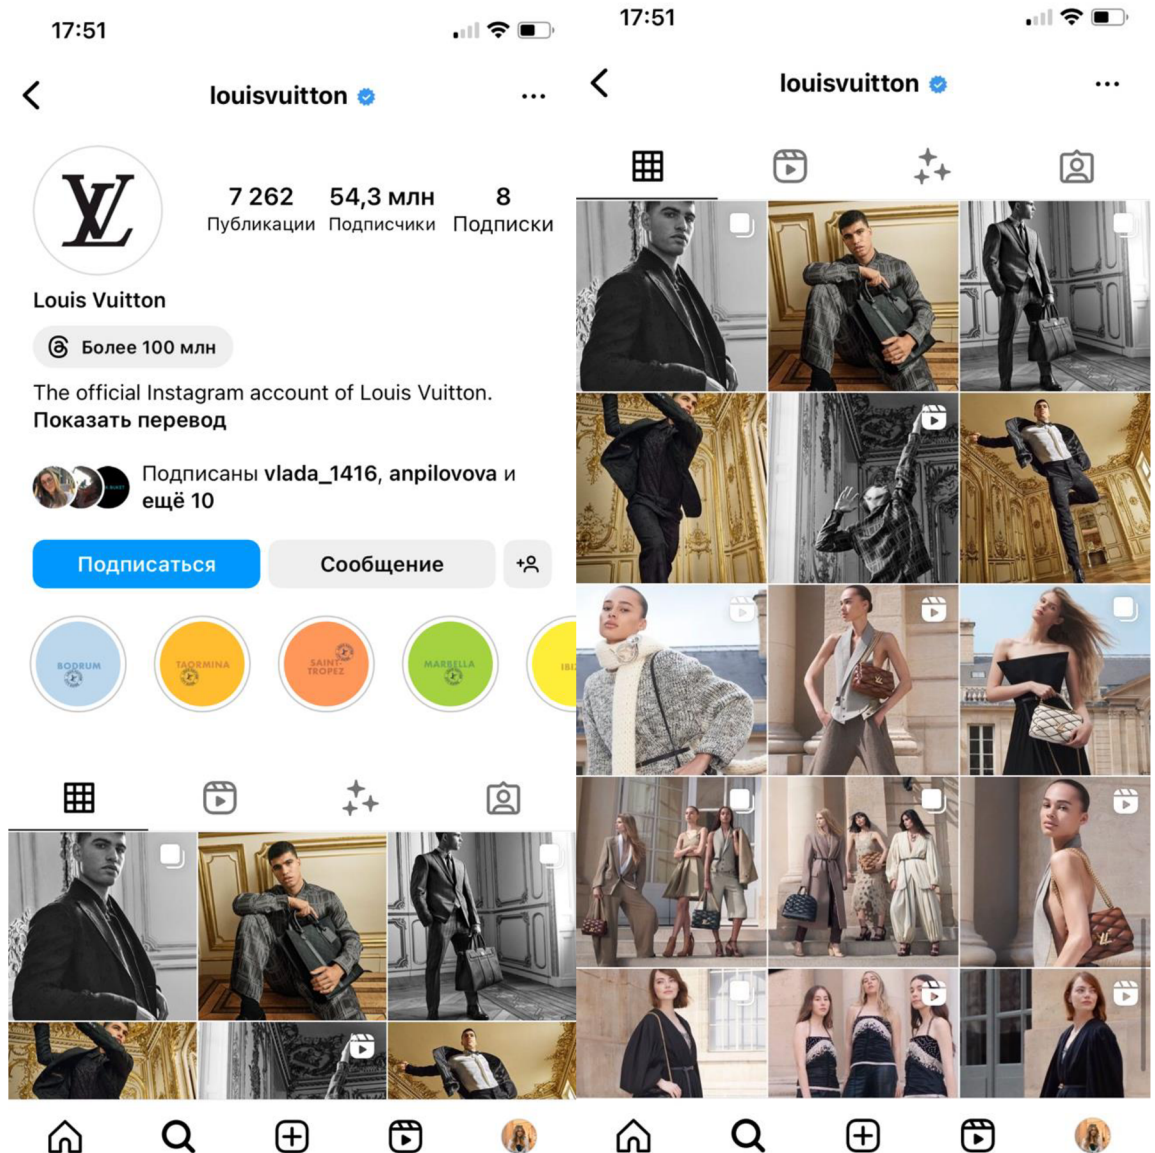 17:51
louisvuitton
7 262
54,3 млн
8
Публикации
Подписчики
Подписки
Louis Vuitton
Более 100 млн
The official Instagram account of Louis Vuitton.
Показать перевод
Подписаны vlada_1416, anpilovova и
ещё 10
Подписаться
Сообщение
BODRUM
TAORMINA
SAINT-
TROPEZ
MARBELLA
17:51
louisvuitton